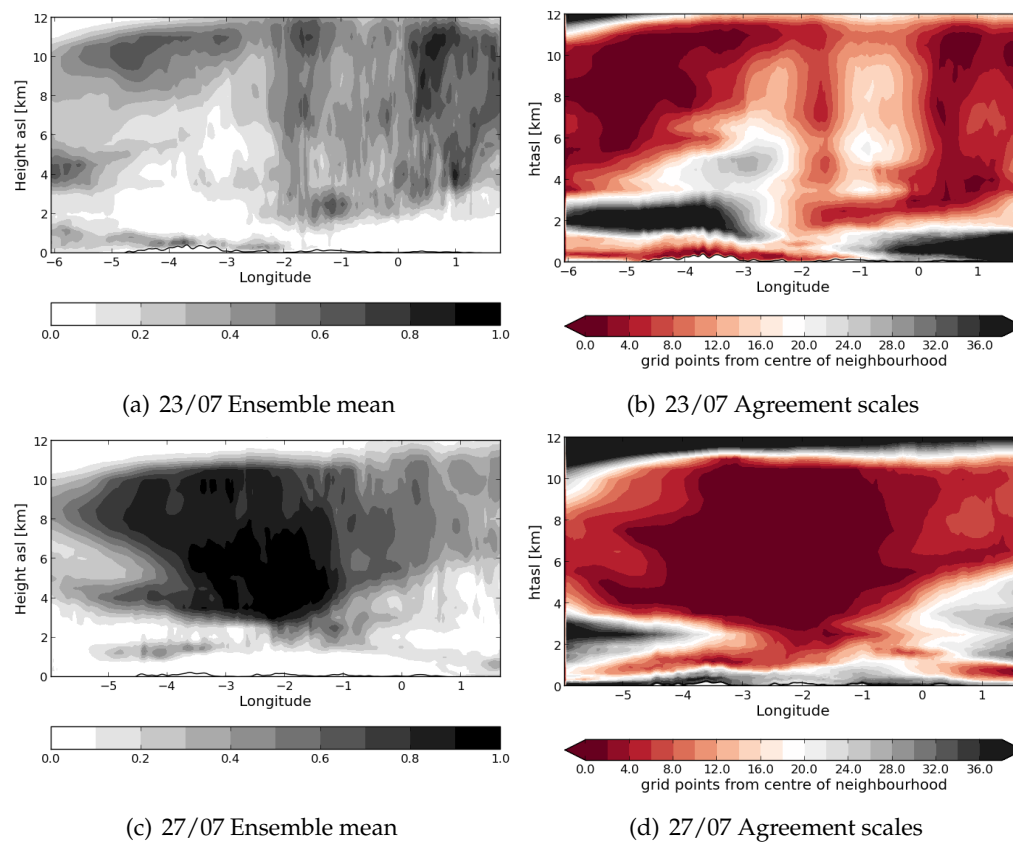 12
10
8
6
4
2
0
Height asl [km]
−6 −5 −4 −3 −2 −1 0 1
Longitude
0.0 0.2 0.4 0.6 0.8 1.0
(a) 23/07 Ensemble mean
12
10
8
6
4
2
0
htasl [km]
−6 −5 −4 −3 −2 −1 0 1
Longitude
0.0 4.0 8.0 12.0 16.0 20.0 24.0 28.0 32.0 36.0
grid points from centre of neighbourhood
(b) 23/07 Agreement scales
12
10
8
6
4
2
0
Height asl [km]
−5 −4 −3 −2 −1 0 1
Longitude
0.0 0.2 0.4 0.6 0.8 1.0
(c) 27/07 Ensemble mean
12
10
8
6
4
2
0
htasl [km]
−5 −4 −3 −2 −1 0 1
Longitude
0.0 4.0 8.0 12.0 16.0 20.0 24.0 28.0 32.0 36.0
grid points from centre of neighbourhood
(d) 27/07 Agreement scales